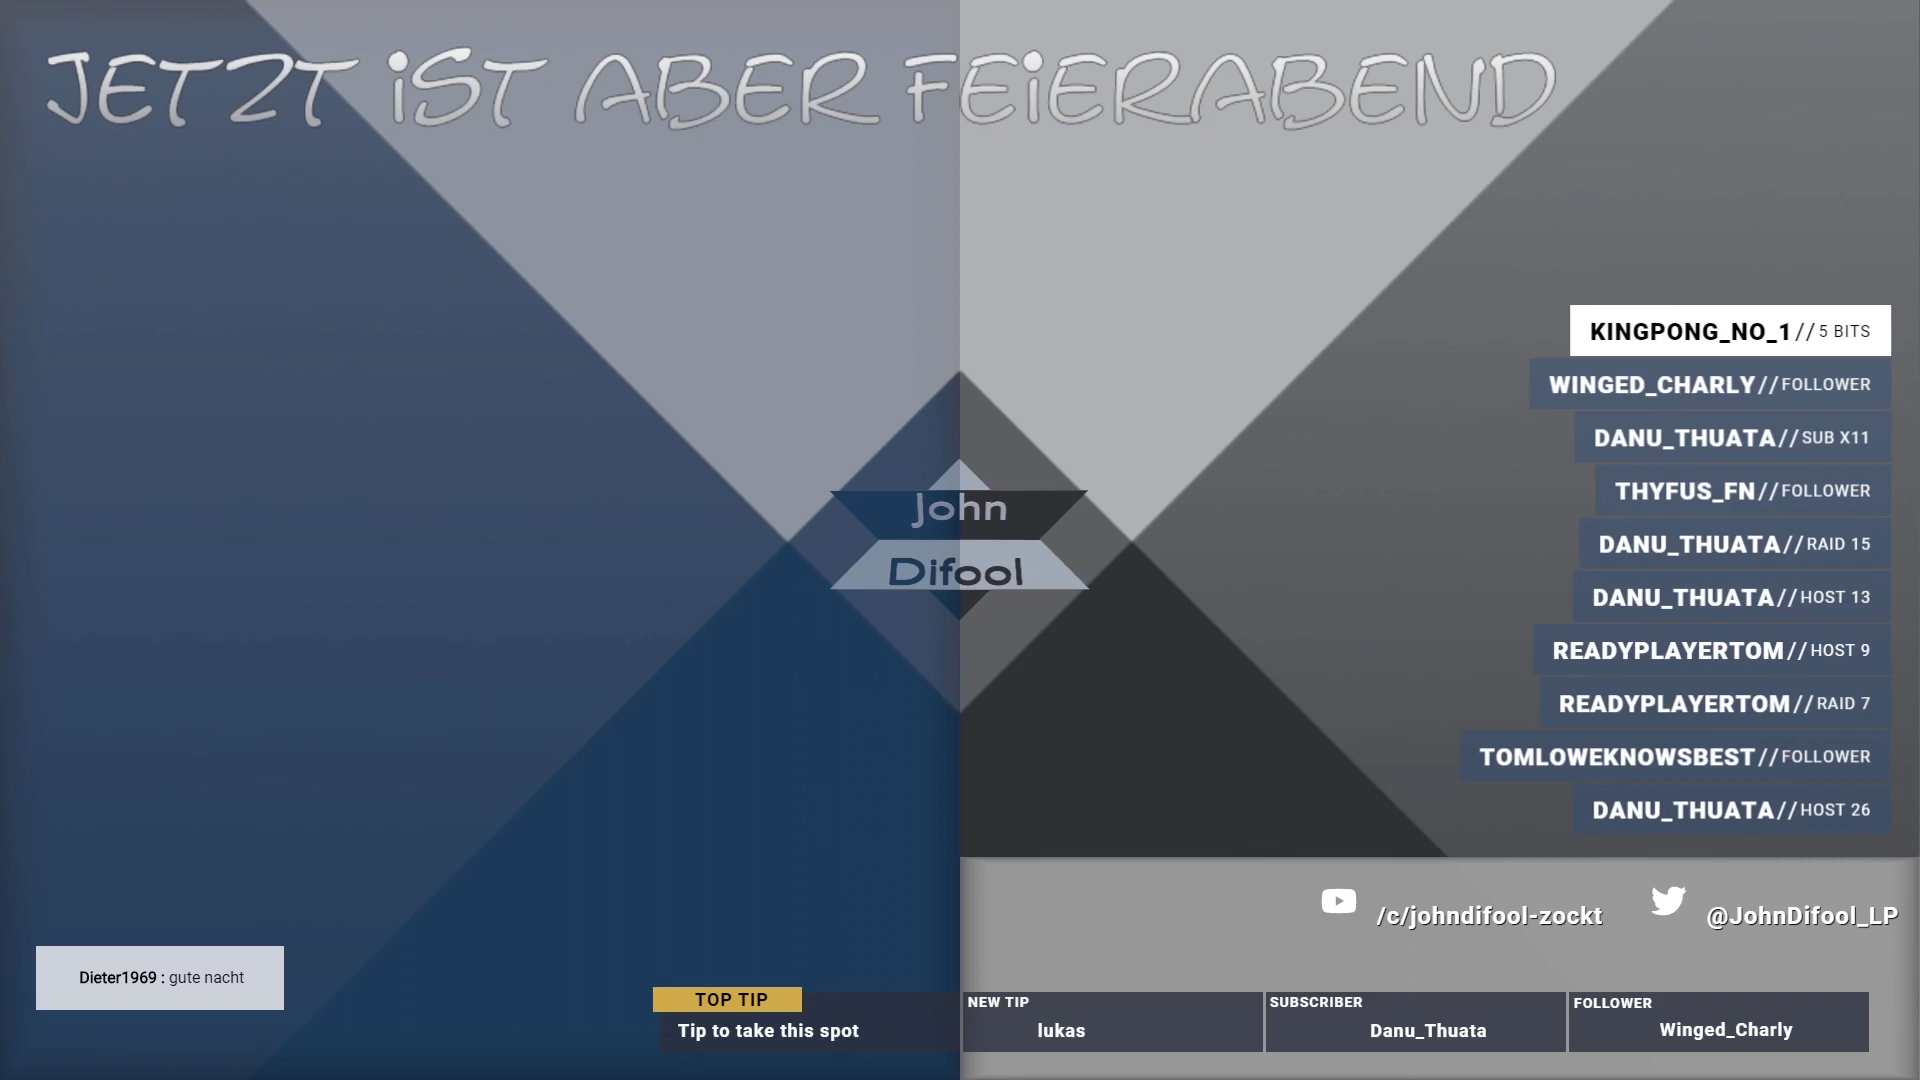 JETZT iST ABER FEiERABEND
KINGPONG_NO_1//5 BITS
WINGED_CHARLY//FOLLOWER
DANU_THUATA//SUB X11
THYFUS_FN//FOLLOWER
DANU_THUATA//RAID 15
DANU_THUATA//HOST 13
READYPLAYERTOM//HOST 9
READYPLAYERTOM//RAID 7
TOMLOWEKNOWSBEST//FOLLOWER
DANU_THUATA//HOST 26
John
Difool
/c/johndifool-zockt
@JohnDifool_LP
Dieter1969 : gute nacht
TOP TIP
Tip to take this spot
NEW TIP
lukas
SUBSCRIBER
Danu_Thuata
FOLLOWER
Winged_Charly